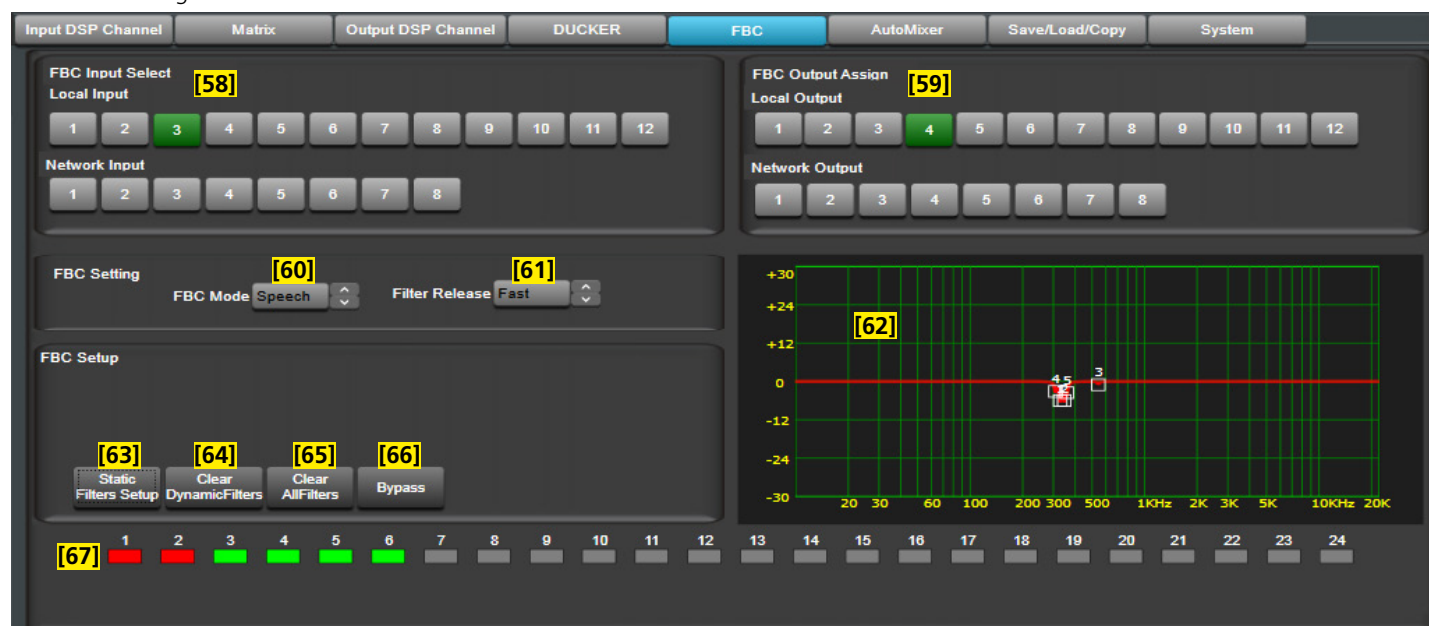 Input DSP Channel Matrix Output DSP Channel DUCKER FBC AutoMixer Save/Load/Copy System
FBC Input Select
[58]
Local Input
1 2 3 4 5 6 7 8 9 10 11 12
Network Input
1 2 3 4 5 6 7 8
FBC Output Assign
[59]
Local Output
1 2 3 4 5 6 7 8 9 10 11 12
Network Output
1 2 3 4 5 6 7 8
FBC Setting
[60] [61]
FBC Mode Speech Filter Release Fast
FBC Setup
[63] [64] [65] [66]
Static Filters Setup
Clear DynamicFilters
Clear AllFilters
Bypass
[62]
+30
+24
+12
0
-12
-24
-30
4 5 3
20 30 60 100 200 300 500 1KHz 2K 3K 5K 10KHz 20K
1 2 3 4 5 6 7 8 9 10 11 12 13 14 15 16 17 18 19 20 21 22 23 24
[67]